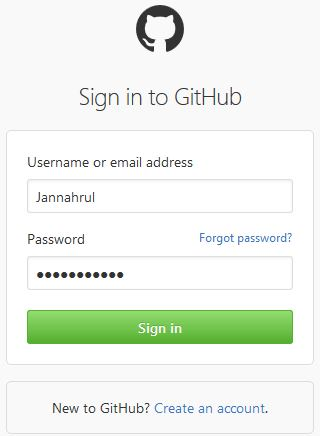 Sign in to GitHub
Username or email address
Jannahrul
Password Forgot password?
●●●●●●●●●●●
Sign in
New to GitHub? Create an account.